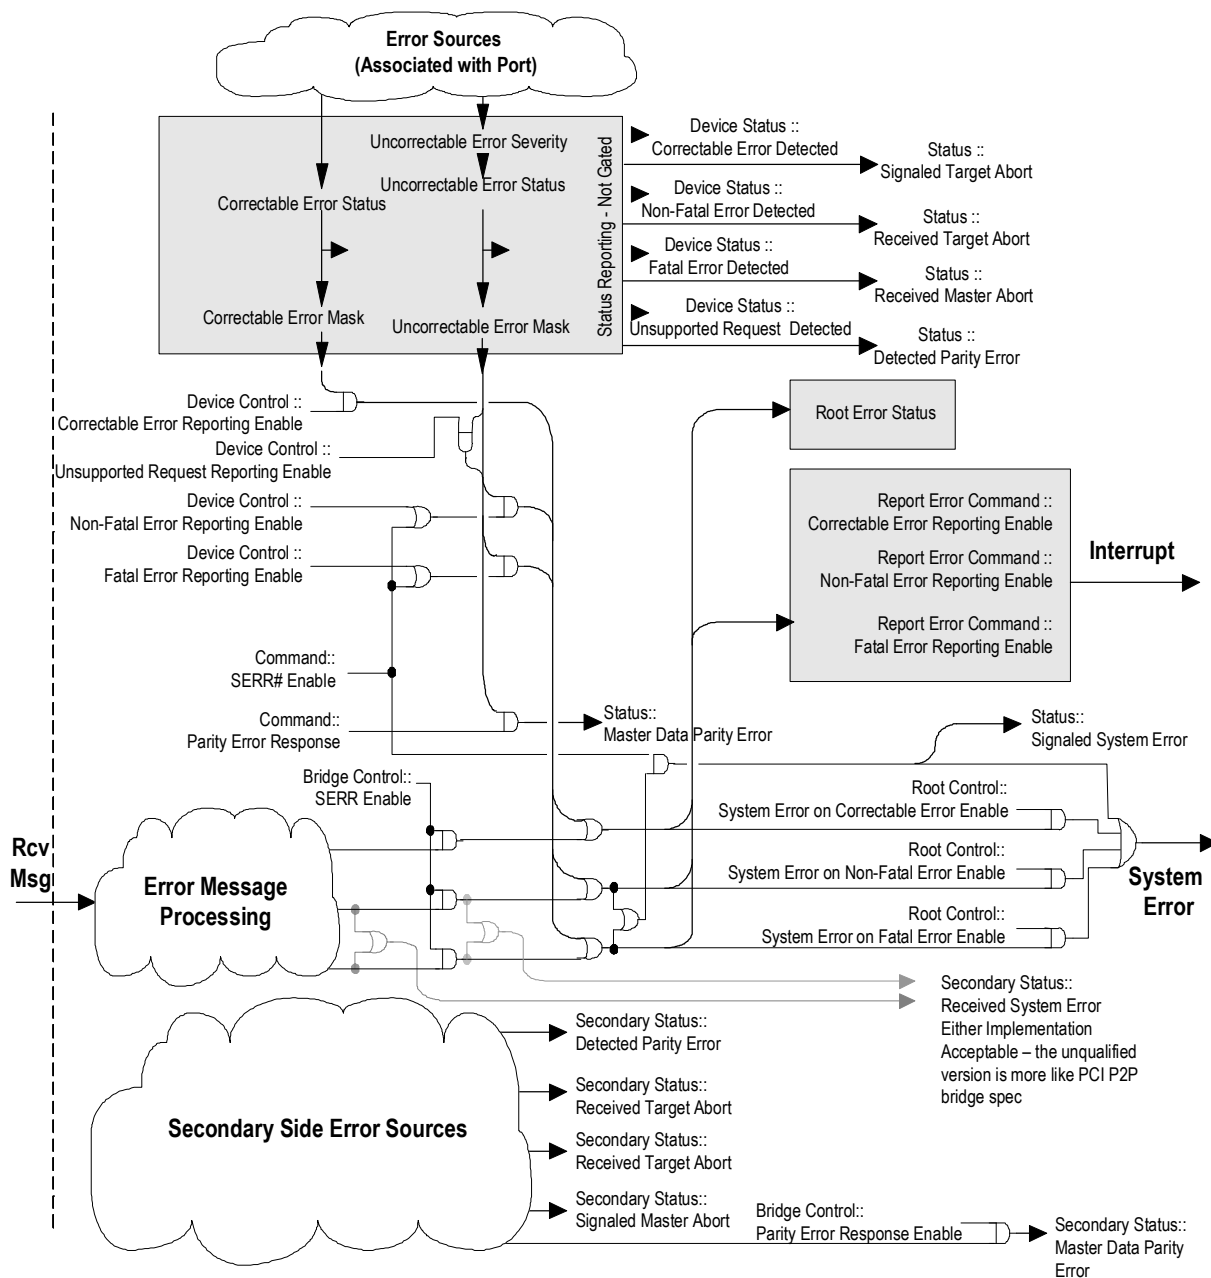 Error Sources
(Associated with Port)
Uncorrectable Error Severity
Uncorrectable Error Status
Correctable Error Status
Correctable Error Mask
Uncorrectable Error Mask
Status Reporting - Not Gated
Device Status ::
Correctable Error Detected
Status ::
Signaled Target Abort
Device Status ::
Non-Fatal Error Detected
Status ::
Received Target Abort
Device Status ::
Fatal Error Detected
Status ::
Received Master Abort
Device Status ::
Unsupported Request Detected
Status ::
Detected Parity Error
Device Control ::
Correctable Error Reporting Enable
Device Control ::
Unsupported Request Reporting Enable
Device Control ::
Non-Fatal Error Reporting Enable
Device Control ::
Fatal Error Reporting Enable
Root Error Status
Report Error Command ::
Correctable Error Reporting Enable
Report Error Command ::
Non-Fatal Error Reporting Enable
Report Error Command ::
Fatal Error Reporting Enable
Interrupt
Command::
SERR# Enable
Command::
Parity Error Response
Status::
Master Data Parity Error
Status::
Signaled System Error
Bridge Control::
SERR Enable
Root Control::
System Error on Correctable Error Enable
Root Control::
System Error on Non-Fatal Error Enable
Root Control::
System Error on Fatal Error Enable
System
Error
Rcv
Msg
Error Message
Processing
Secondary Status::
Received System Error
Either Implementation
Acceptable – the unqualified
version is more like PCI P2P
bridge spec
Secondary Side Error Sources
Secondary Status::
Detected Parity Error
Secondary Status::
Received Target Abort
Secondary Status::
Received Target Abort
Secondary Status::
Signaled Master Abort
Bridge Control::
Parity Error Response Enable
Secondary Status::
Master Data Parity
Error